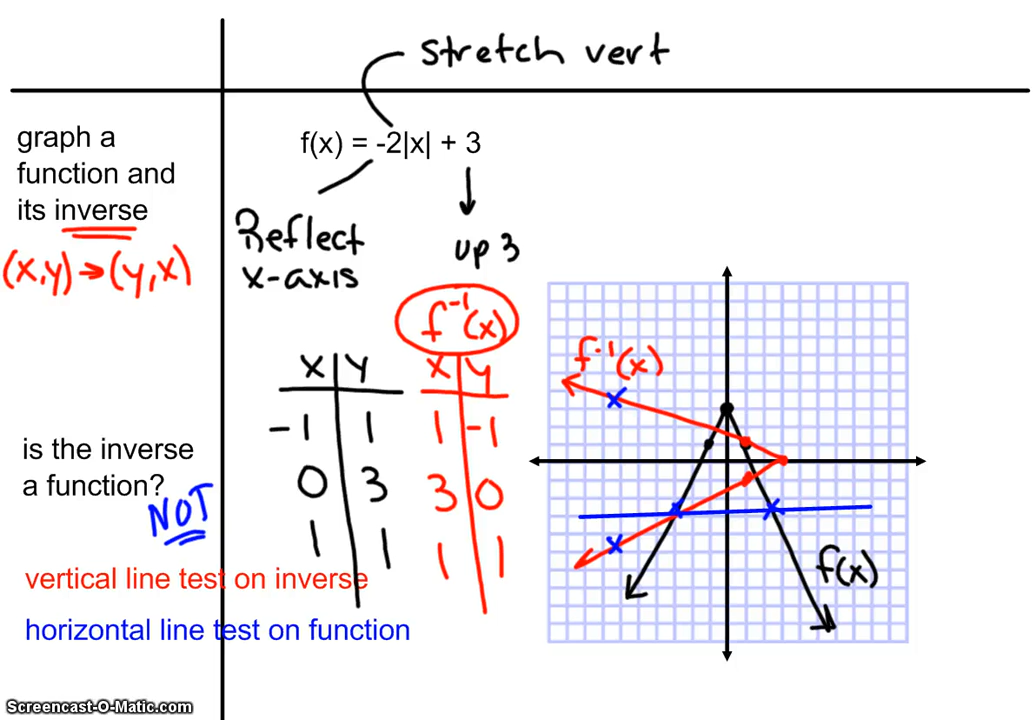 stretch vert
graph a
function and
its inverse
(x,y) → (y,x)
f(x) = -2|x| + 3
Reflect
x-axis
up 3
f⁻¹(x)
x y
-1 1
0 3
1 1
x y
1 -1
3 0
1 1
is the inverse
a function?
NOT
vertical line test on inverse
horizontal line test on function
f⁻¹(x)
f(x)
Screencast-O-Matic.com